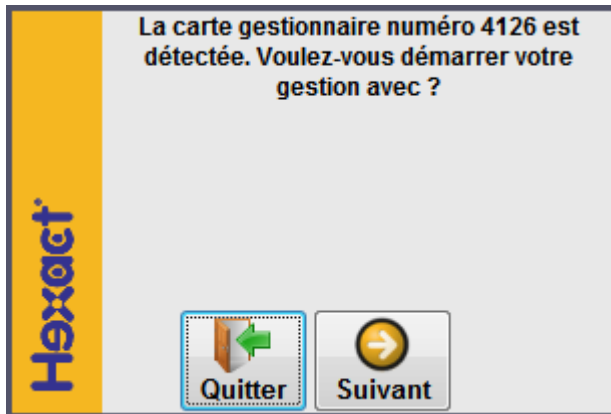 La carte gestionnaire numéro 4126 est
détectée. Voulez-vous démarrer votre
gestion avec ?
Hexact
Quitter
Suivant